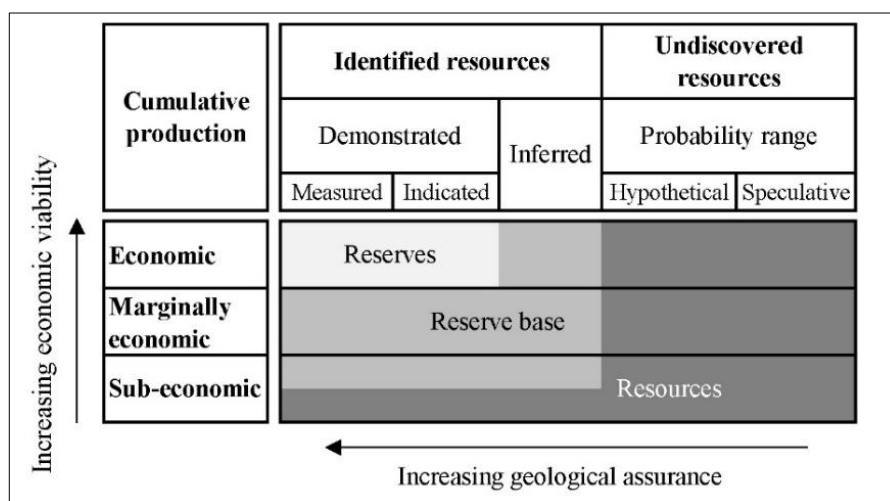 Cumulative
production
Identified resources
Undiscovered
resources
Demonstrated
Inferred
Probability range
Measured
Indicated
Hypothetical
Speculative
Increasing economic viability
Economic
Reserves
Marginally
economic
Reserve base
Sub-economic
Resources
Increasing geological assurance